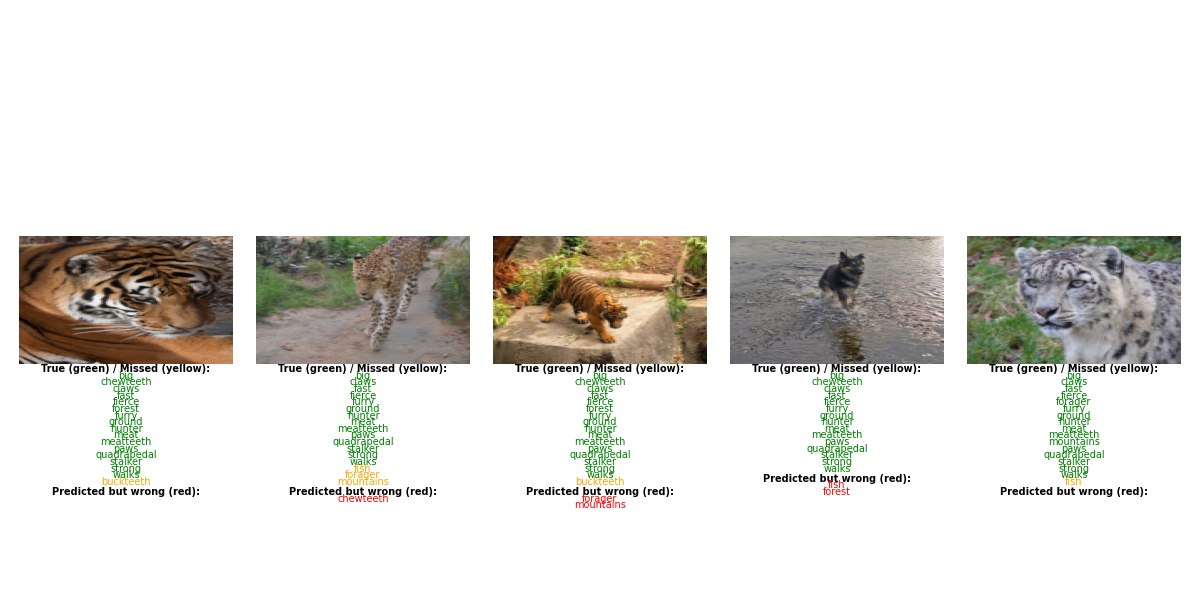 True (green) / Missed (yellow):
big
chewteeth
claws
fast
fierce
forest
furry
ground
hunter
meat
meatteeth
paws
quadrapedal
stalker
strong
walks
buckteeth
Predicted but wrong (red):
True (green) / Missed (yellow):
big
claws
fast
fierce
furry
ground
hunter
meat
meatteeth
paws
quadrapedal
stalker
strong
walks
fish
forager
mountains
Predicted but wrong (red):
chewteeth
True (green) / Missed (yellow):
big
chewteeth
claws
fast
fierce
forest
furry
ground
hunter
meat
meatteeth
paws
quadrapedal
stalker
strong
walks
buckteeth
Predicted but wrong (red):
forager
mountains
True (green) / Missed (yellow):
big
chewteeth
claws
fast
fierce
furry
ground
hunter
meat
meatteeth
paws
quadrapedal
stalker
strong
walks
Predicted but wrong (red):
fish
forest
True (green) / Missed (yellow):
big
claws
fast
fierce
forager
furry
ground
hunter
meat
meatteeth
mountains
paws
quadrapedal
stalker
strong
walks
fish
Predicted but wrong (red):